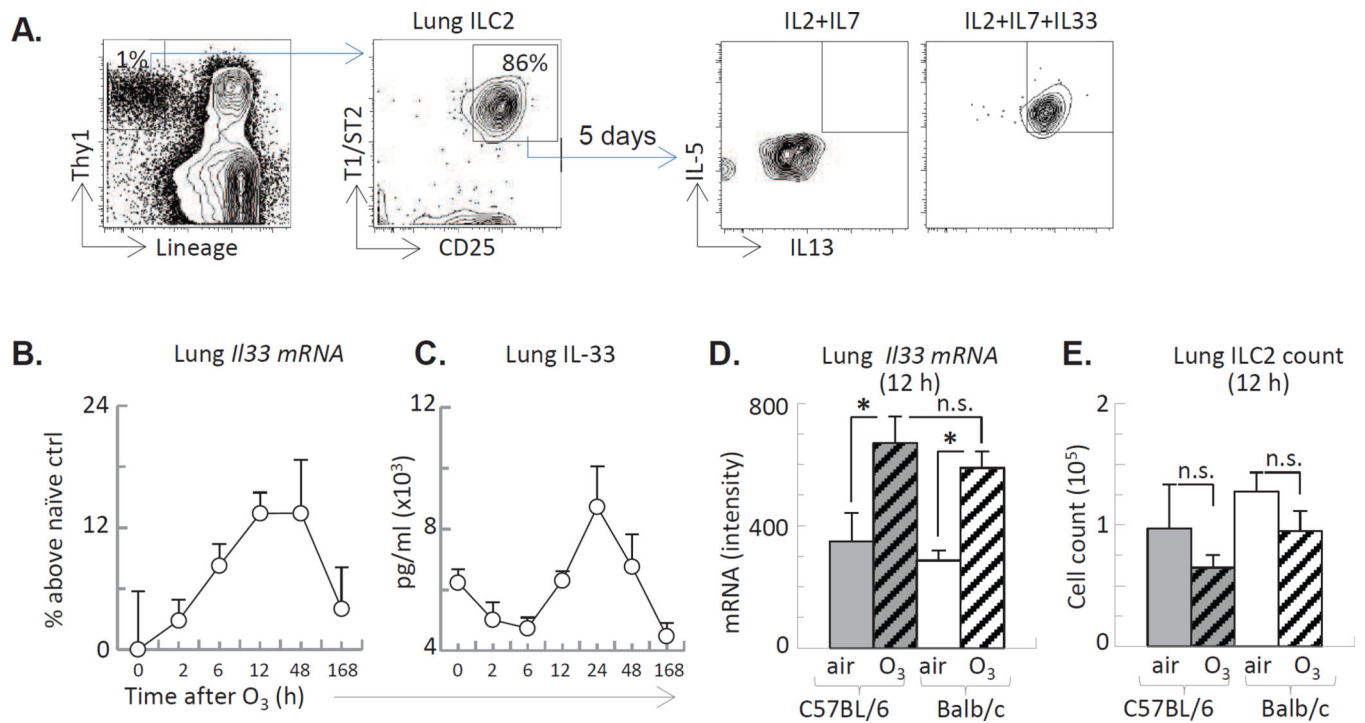 A.
Lung ILC2
IL2+IL7
IL2+IL7+IL33
1%
86%
5 days
Thy1
T1/ST2
IL-5
Lineage
CD25
IL13
B.
Lung Il33 mRNA
C.
Lung IL-33
D.
Lung Il33 mRNA
(12 h)
E.
Lung ILC2 count
(12 h)
% above naïve ctrl
24
12
0
0 2 6 12 48 168
Time after O3 (h)
pg/ml (x10³)
12
8
4
0 2 6 12 24 48 168
mRNA (intensity)
800
400
0
* n.s.
*
air O3 air O3
C57BL/6 Balb/c
Cell count (10⁵)
2
1
0
n.s. n.s.
air O3 air O3
C57BL/6 Balb/c